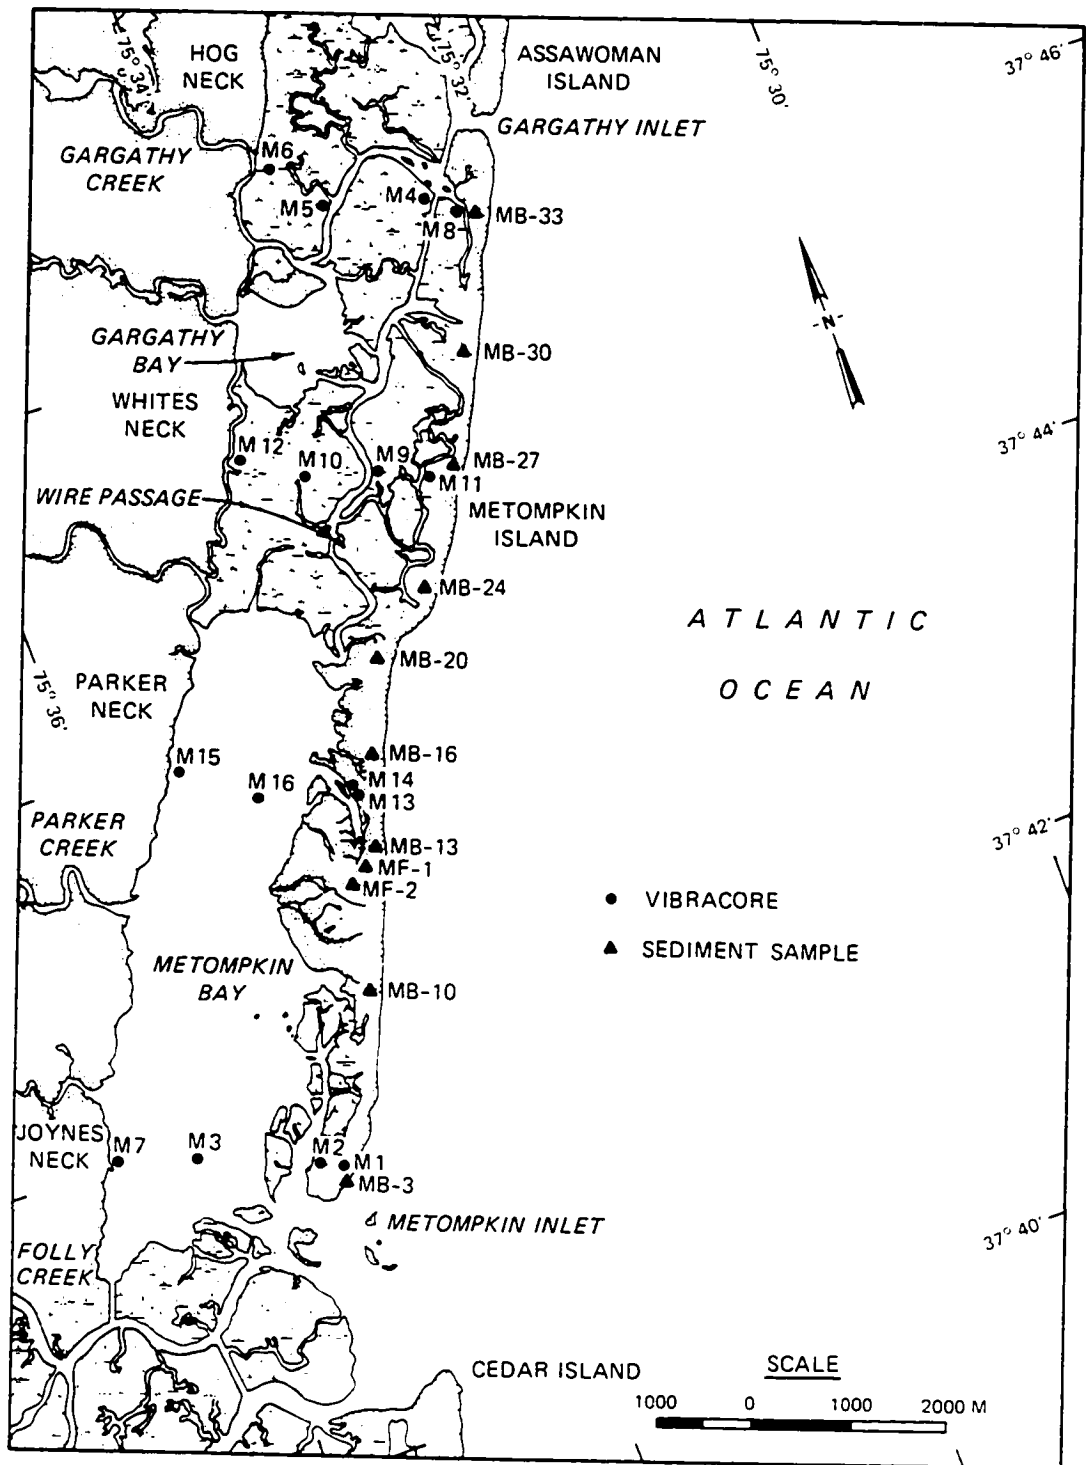 HOG
NECK
75° 34'
75° 32'
ASSAWOMAN
ISLAND
75° 30'
37° 46'
GARGATHY INLET
GARGATHY
CREEK
M6
M5
M4
M8
MB-33
N
GARGATHY
BAY
MB-30
WHITES
NECK
37° 44'
M12
M10
M9
MB-27
M11
WIRE PASSAGE
METOMPKIN
ISLAND
MB-24
ATLANTIC
OCEAN
MB-20
PARKER
NECK
75° 36'
MB-16
M15
M16
M14
M13
PARKER
CREEK
37° 42'
MB-13
MF-1
MF-2
VIBRACORE
SEDIMENT SAMPLE
METOMPKIN
BAY
MB-10
JOYNES
NECK
M7
M3
M2
M1
MB-3
METOMPKIN INLET
37° 40'
FOLLY
CREEK
CEDAR ISLAND
SCALE
1000 0 1000 2000 M